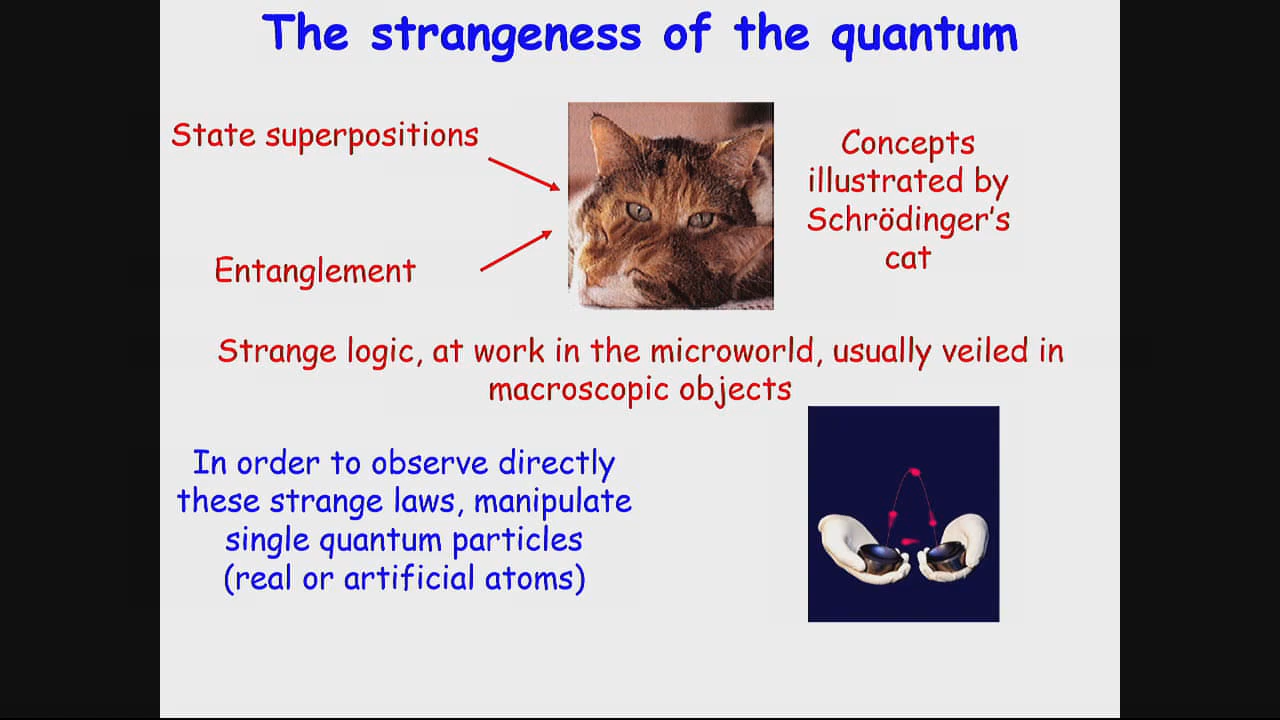 The strangeness of the quantum
State superpositions
Entanglement
Concepts
illustrated by
Schrödinger's
cat
Strange logic, at work in the microworld, usually veiled in
macroscopic objects
In order to observe directly
these strange laws, manipulate
single quantum particles
(real or artificial atoms)